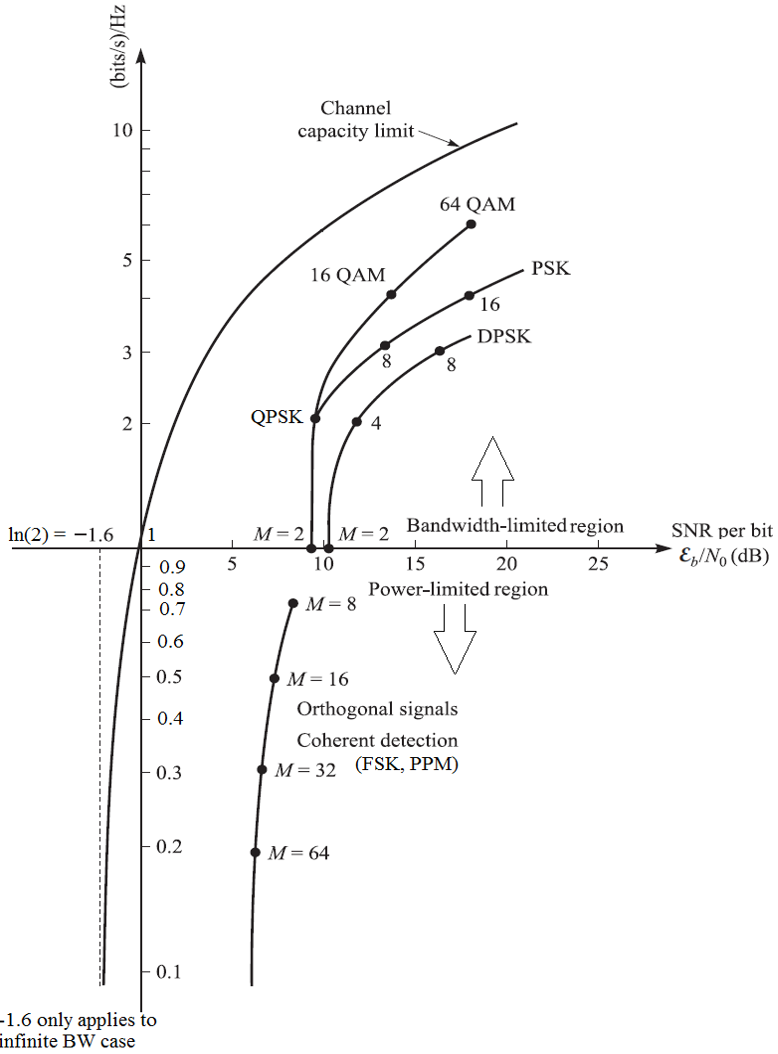 (bits/s)/Hz
Channel
capacity limit
10
64 QAM
5
16 QAM
PSK
16
3
DPSK
8
8
QPSK
2
4
ln(2) = −1.6
1
M = 2
M = 2
Bandwidth-limited region
SNR per bit
0.9
5
10
15
20
25
ℰb/N0 (dB)
0.8
Power-limited region
0.7
M = 8
0.6
0.5
M = 16
Orthogonal signals
0.4
Coherent detection
(FSK, PPM)
0.3
M = 32
0.2
M = 64
0.1
-1.6 only applies to
infinite BW case